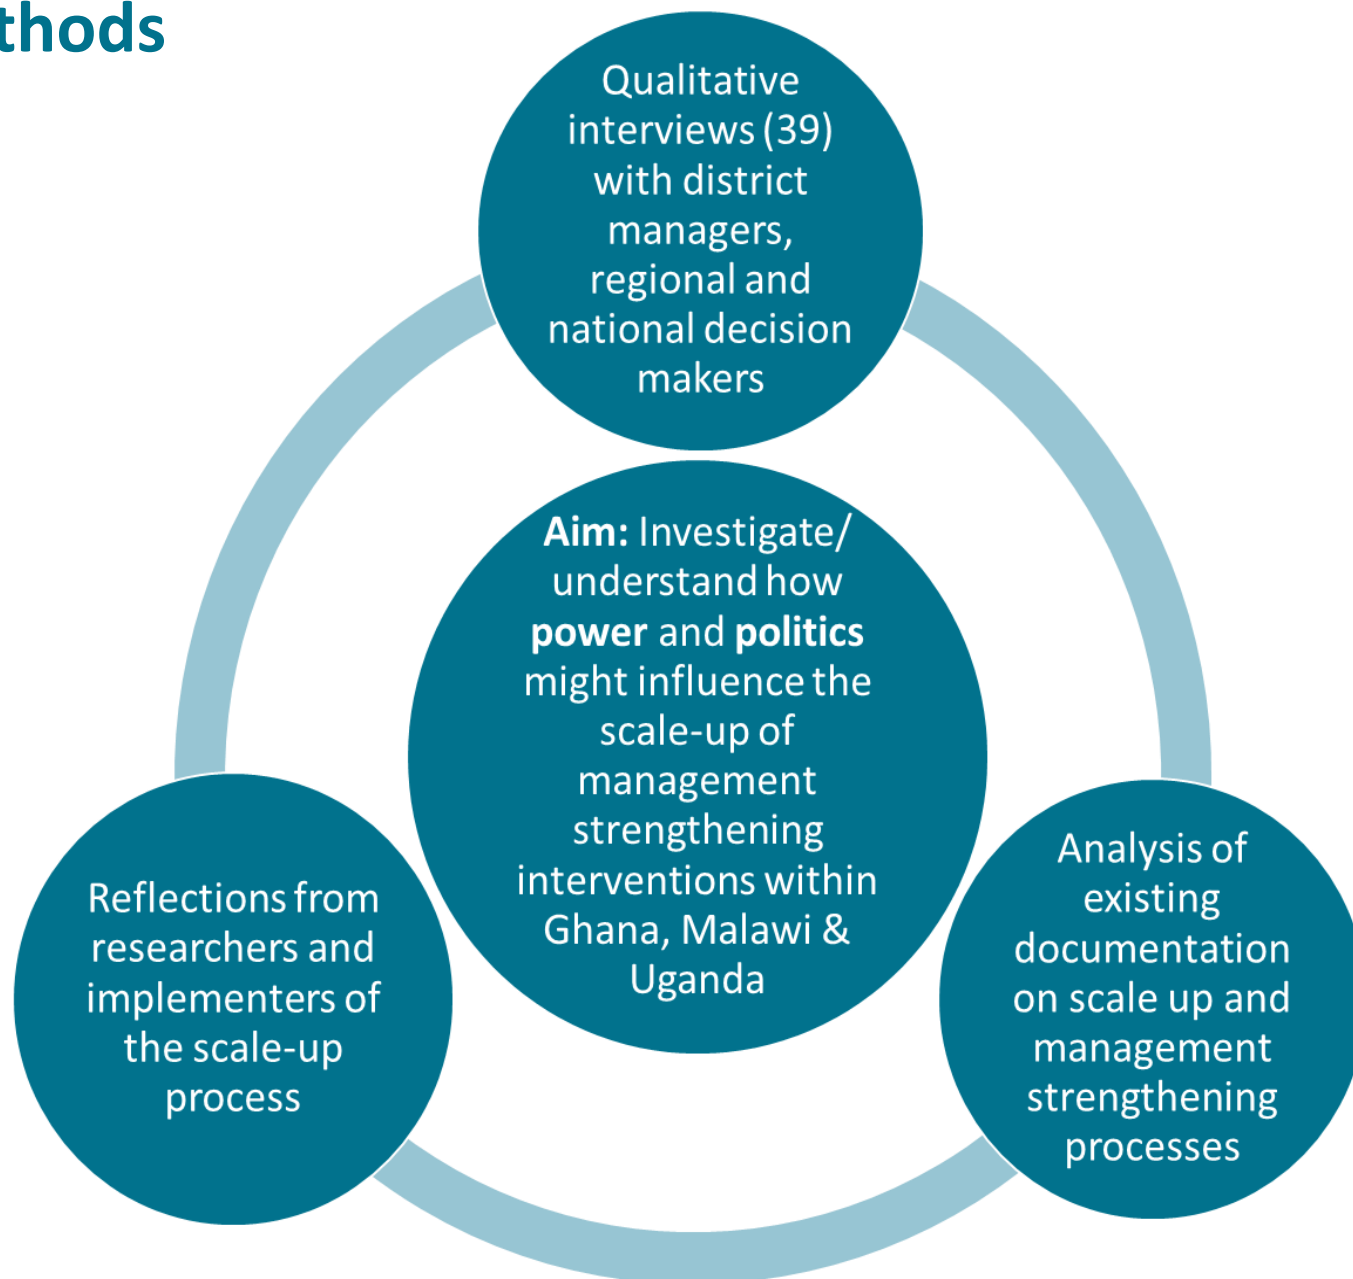 thods
Qualitative
interviews (39)
with district
managers,
regional and
national decision
makers
Aim: Investigate/
understand how
power and politics
might influence the
scale-up of
management
strengthening
interventions within
Ghana, Malawi &
Uganda
Reflections from
researchers and
implementers of
the scale-up
process
Analysis of
existing
documentation
on scale up and
management
strengthening
processes